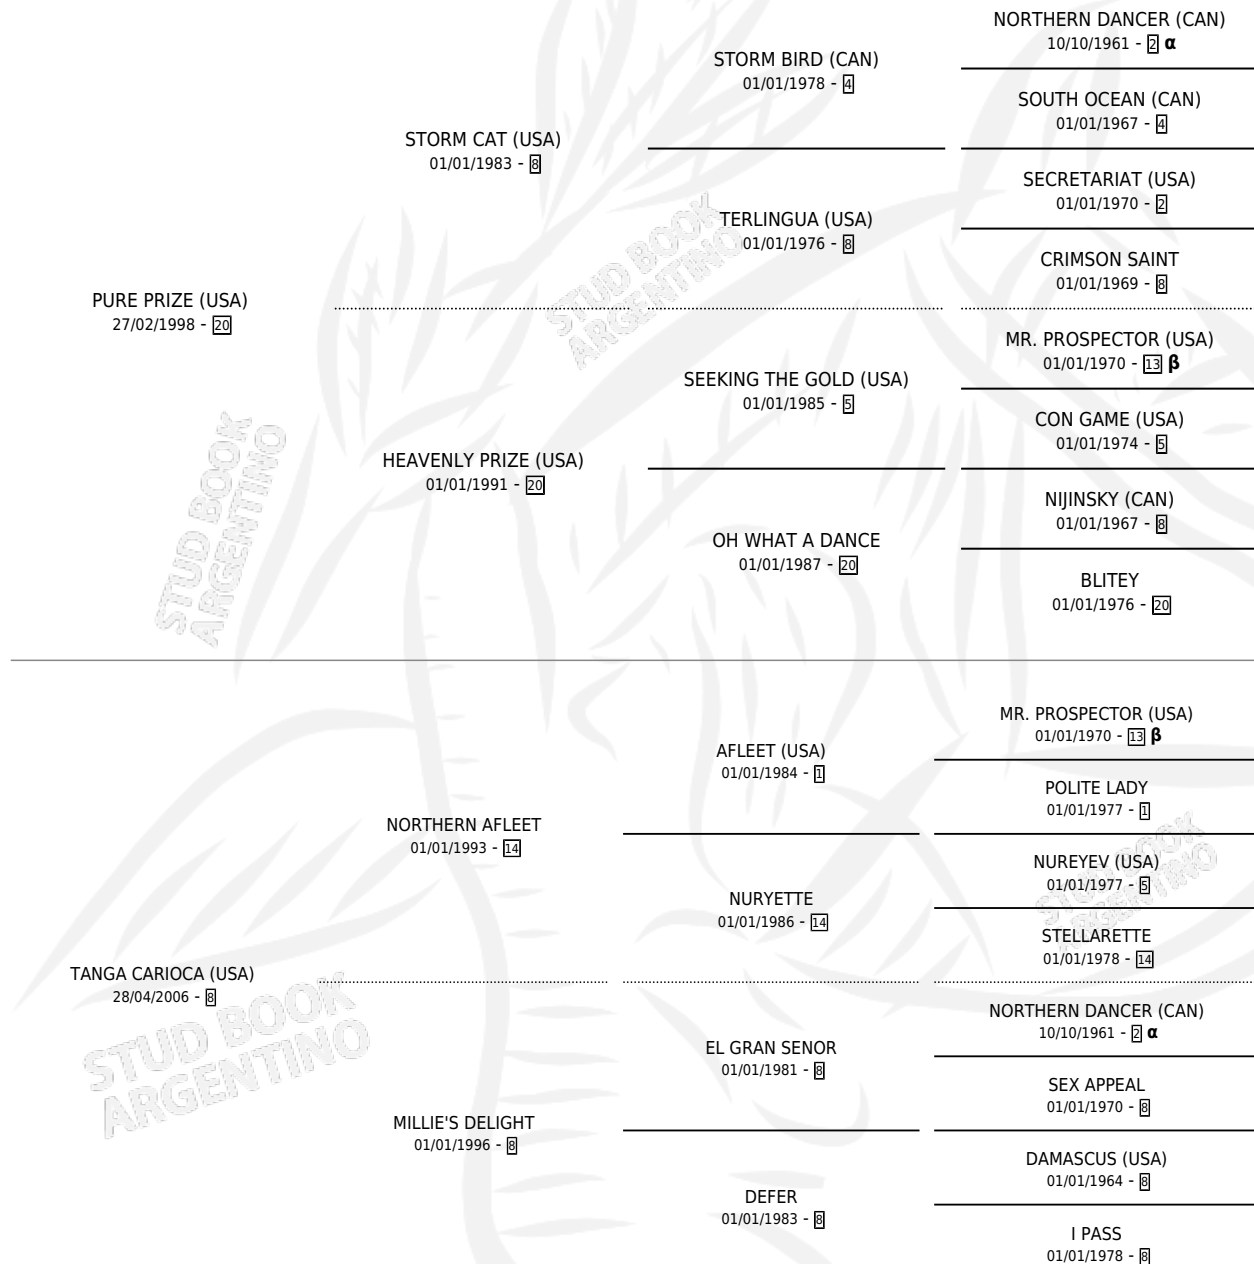 NORTHERN DANCER (CAN)
10/10/1961 - 2 α
STORM BIRD (CAN)
01/01/1978 - 4
SOUTH OCEAN (CAN)
01/01/1967 - 4
STORM CAT (USA)
01/01/1983 - 8
SECRETARIAT (USA)
01/01/1970 - 2
TERLINGUA (USA)
01/01/1976 - 8
CRIMSON SAINT
01/01/1969 - 8
PURE PRIZE (USA)
27/02/1998 - 20
MR. PROSPECTOR (USA)
01/01/1970 - 13 β
SEEKING THE GOLD (USA)
01/01/1985 - 5
CON GAME (USA)
01/01/1974 - 5
HEAVENLY PRIZE (USA)
01/01/1991 - 20
NIJINSKY (CAN)
01/01/1967 - 8
OH WHAT A DANCE
01/01/1987 - 20
BLITEY
01/01/1976 - 20
MR. PROSPECTOR (USA)
01/01/1970 - 13 β
AFLEET (USA)
01/01/1984 - 1
POLITE LADY
01/01/1977 - 1
NORTHERN AFLEET
01/01/1993 - 14
NUREYEV (USA)
01/01/1977 - 5
NURYETTE
01/01/1986 - 14
STELLARETTE
01/01/1978 - 14
TANGA CARIOCA (USA)
28/04/2006 - 8
NORTHERN DANCER (CAN)
10/10/1961 - 2 α
EL GRAN SENOR
01/01/1981 - 8
SEX APPEAL
01/01/1970 - 8
MILLIE'S DELIGHT
01/01/1996 - 8
DAMASCUS (USA)
01/01/1964 - 8
DEFER
01/01/1983 - 8
I PASS
01/01/1978 - 8
STUD BOOK
ARGENTINO
STUD BOOK
ARGENTINO
STUD BOOK
ARGENTINO
STUD BOOK
ARGENTINO